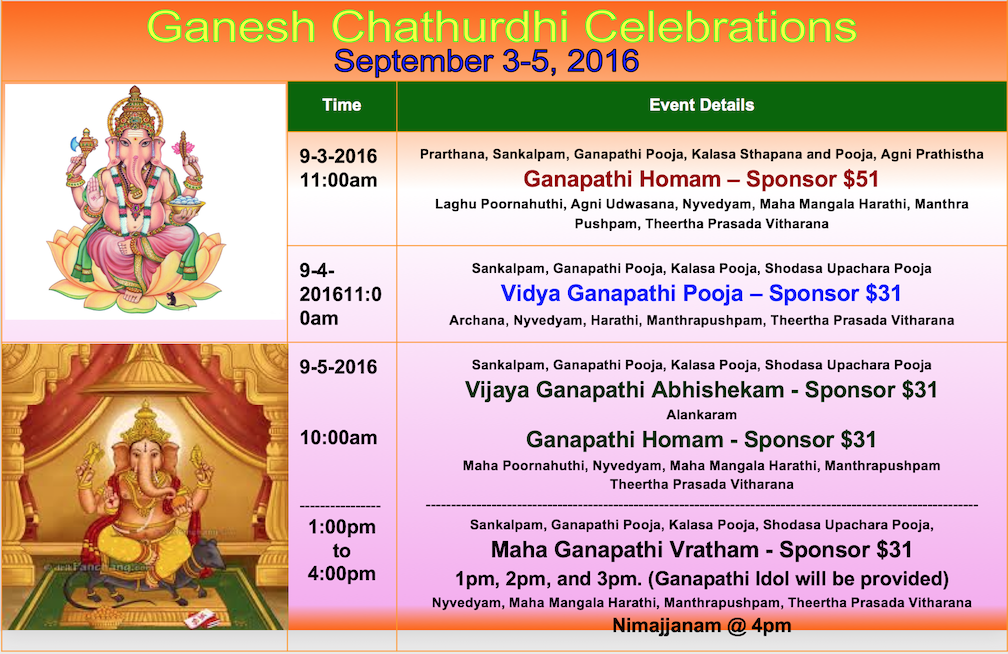 Ganesh Chathurdhi Celebrations
September 3-5, 2016
Time
Event Details
9-3-2016
11:00am
Prarthana, Sankalpam, Ganapathi Pooja, Kalasa Sthapana and Pooja, Agni Prathistha
Ganapathi Homam – Sponsor $51
Laghu Poornahuthi, Agni Udwasana, Nyvedyam, Maha Mangala Harathi, Manthra
Pushpam, Theertha Prasada Vitharana
9-4-
201611:0
0am
Sankalpam, Ganapathi Pooja, Kalasa Pooja, Shodasa Upachara Pooja
Vidya Ganapathi Pooja – Sponsor $31
Archana, Nyvedyam, Harathi, Manthrapushpam, Theertha Prasada Vitharana
9-5-2016
10:00am
Sankalpam, Ganapathi Pooja, Kalasa Pooja, Shodasa Upachara Pooja
Vijaya Ganapathi Abhishekam - Sponsor $31
Alankaram
Ganapathi Homam - Sponsor $31
Maha Poornahuthi, Nyvedyam, Maha Mangala Harathi, Manthrapushpam
Theertha Prasada Vitharana
1:00pm
to
4:00pm
Sankalpam, Ganapathi Pooja, Kalasa Pooja, Shodasa Upachara Pooja,
Maha Ganapathi Vratham - Sponsor $31
1pm, 2pm, and 3pm. (Ganapathi Idol will be provided)
Nyvedyam, Maha Mangala Harathi, Manthrapushpam, Theertha Prasada Vitharana
Nimajjanam @ 4pm